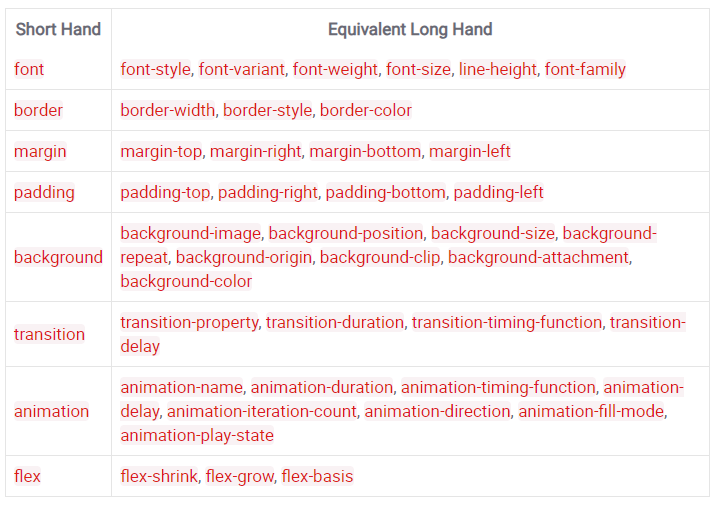 Short Hand Equivalent Long Hand
font font-style, font-variant, font-weight, font-size, line-height, font-family
border border-width, border-style, border-color
margin margin-top, margin-right, margin-bottom, margin-left
padding padding-top, padding-right, padding-bottom, padding-left
background-image, background-position, background-size, background-
background repeat, background-origin, background-clip, background-attachment,
background-color
transition transition-property, transition-duration, transition-timing-function, transition-
delay
animation-name, animation-duration, animation-timing-function, animation-
animation delay, animation-iteration-count, animation-direction, animation-fill-mode,
animation-play-state
flex flex-shrink, flex-grow, flex-basis